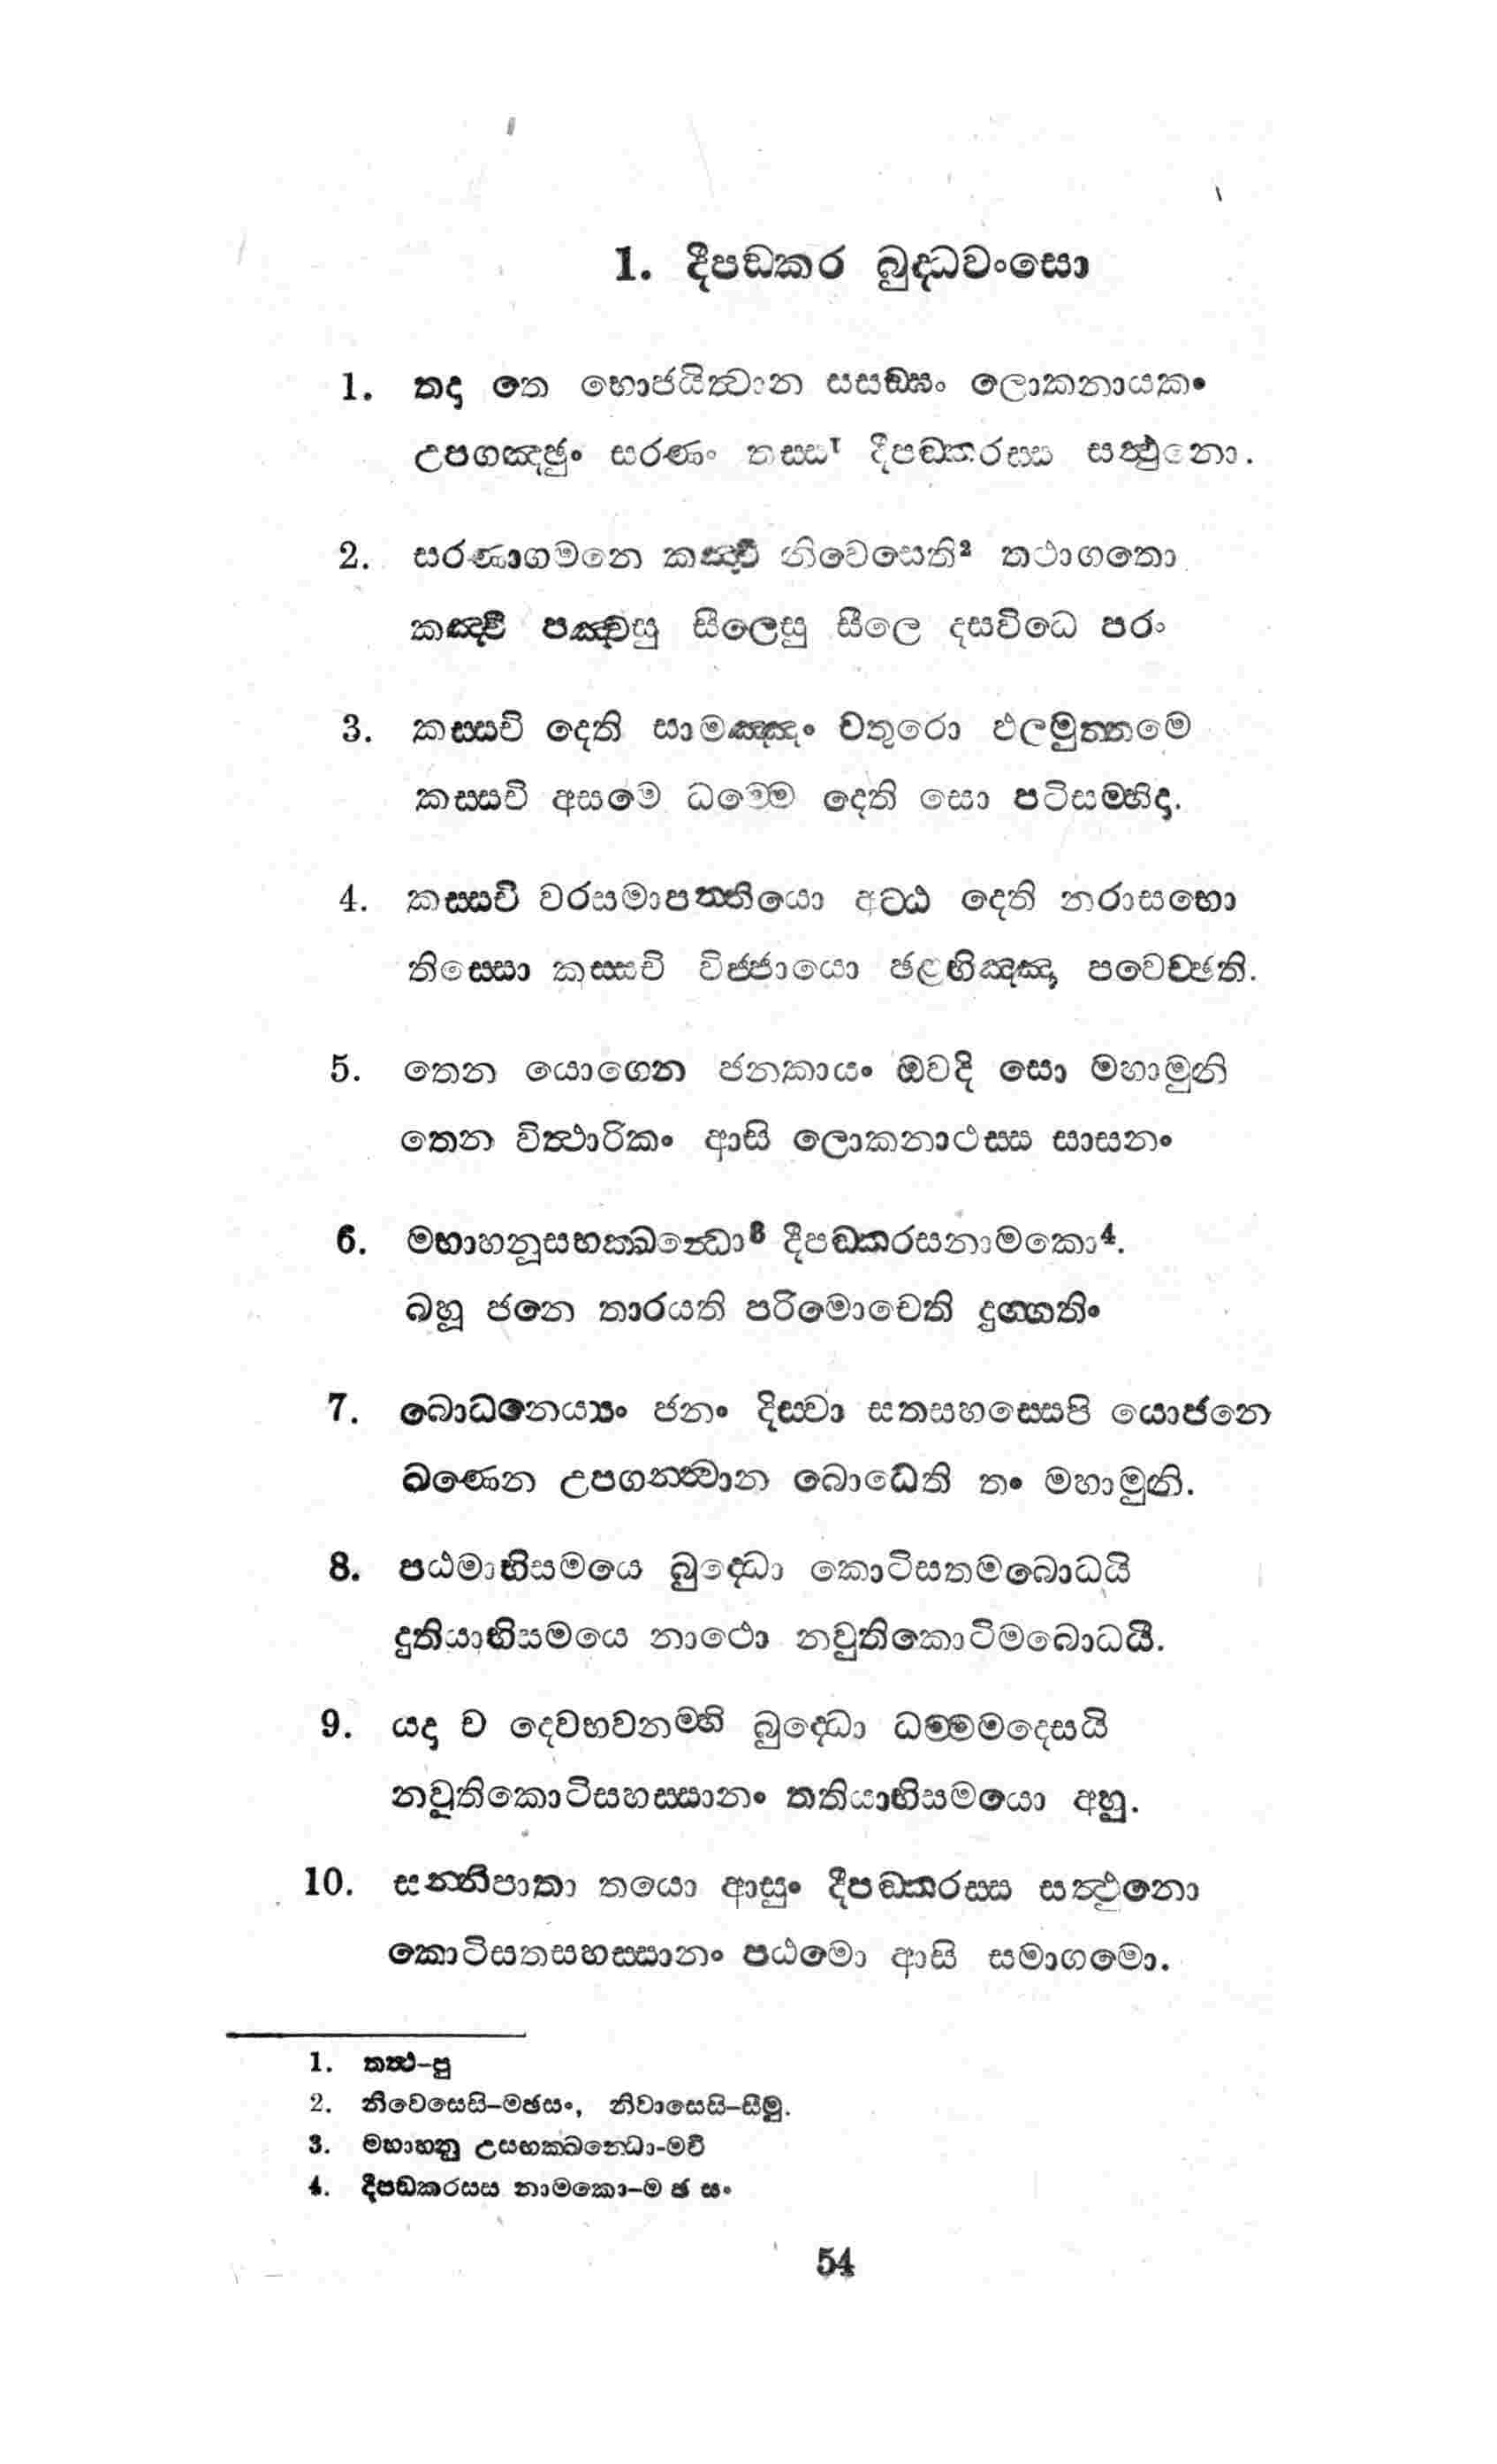 1. දීපඞ්කර බුද්ධවංසො
1. තදා තෙ භොජයිත්වාන සසඞ්ඝං ලොකනායකං
උපගඤ්ඡුං සරණං තස්ස¹ දීපඞ්කරස්ස සත්ථුනො.
2. සරණාගමනෙ කඤ්චි නිවෙසෙති² තථාගතො
කඤ්චි පඤ්චසු සීලෙසු සීලෙ දසවිධෙ පරං
3. කස්සචි දෙති සාමඤ්ඤං චතුරො ඵලමුත්තමෙ
කස්සචි අසමෙ ධම්මෙ දෙති සො පටිසම්භිදා.
4. කස්සචි වරසමාපත්තියො අට්ඨ දෙති නරාසභො
තිස්සො කස්සචි විජ්ජායො ඡළභිඤ්ඤා පවෙච්ඡති.
5. තෙන යොගෙන ජනකායං ඔවදි සො මහාමුනි
තෙන විත්ථාරිකං ආසි ලොකනාථස්ස සාසනං
6. මහාහනූසභක්ඛන්ධො³ දීපඞ්කරසනාමකො⁴.
බහූ ජනෙ තාරයති පරිමොචෙති දුග්ගතිං
7. බොධනෙය්‍යං ජනං දිස්වා සතසහස්සෙපි යොජනෙ
ඛණෙන උපගන්ත්වාන බොධෙති තං මහාමුනි.
8. පඨමාභිසමයෙ බුද්ධො කොටිසතමබොධයි
දුතියාභිසමයෙ නාථො නවුතිකොටිමබොධයි.
9. යදා ච දෙවභවනම්හි බුද්ධො ධම්මමදෙසයි
නවුතිකොටිසහස්සානං තතියාභිසමයො අහු.
10. සන්නිපාතා තයො ආසුං දීපඞ්කරස්ස සත්ථුනො
කොටිසතසහස්සානං පඨමො ආසි සමාගමො.
1. තත්ථ-පු
2. නිවෙසෙසි-මඡසං, නිවාසෙසි-සීමු.
3. මහාහනු උසභක්ඛන්ධො-මවි
4. දීපඞ්කරස්ස නාමකො-ම ඡ සං
54